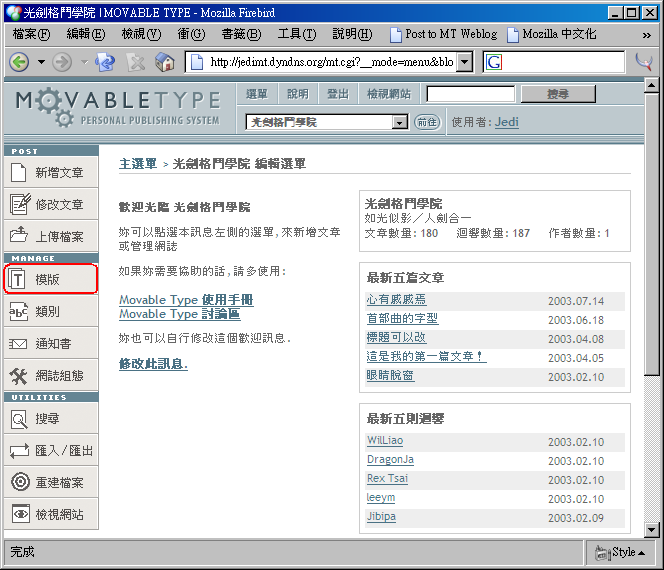 光劍格鬥學院 | MOVABLE TYPE - Mozilla Firebird
檔案(F) 編輯(E) 檢視(V) 衝(G) 書籤(B) 工具(T) 說明(H) Post to MT Weblog Mozilla 中文化 »
http://jedimt.dyndns.org/mt.cgi?__mode=menu&blo
MOVABLETYPE
PERSONAL PUBLISHING SYSTEM
選單 說明 登出 檢視網站 搜尋
光劍格鬥學院 前往 使用者: Jedi
POST
新增文章
修改文章
上傳檔案
MANAGE
模版
類別
通知書
網誌組態
UTILITIES
搜尋
匯入/匯出
重建檔案
檢視網站
主選單 > 光劍格鬥學院 編輯選單
歡迎光臨 光劍格鬥學院
妳可以點選本訊息左側的選單,來新增文章
或管理網誌
如果妳需要協助的話,請多使用:
Movable Type 使用手冊
Movable Type 討論區
妳也可以自行修改這個歡迎訊息.
修改此訊息.
光劍格鬥學院
如光似影／人劍合一
文章數量: 180 迴響數量: 187 作者數量: 1
最新五篇文章
心有戚戚焉 2003.07.14
首部曲的字型 2003.06.18
標題可以改 2003.04.08
這是我的第一篇文章！ 2003.04.05
眼睛脫窗 2003.02.10
最新五則迴響
WilLiao 2003.02.10
DragonJa 2003.02.10
Rex Tsai 2003.02.10
leeym 2003.02.10
Jibipa 2003.02.09
完成 Style